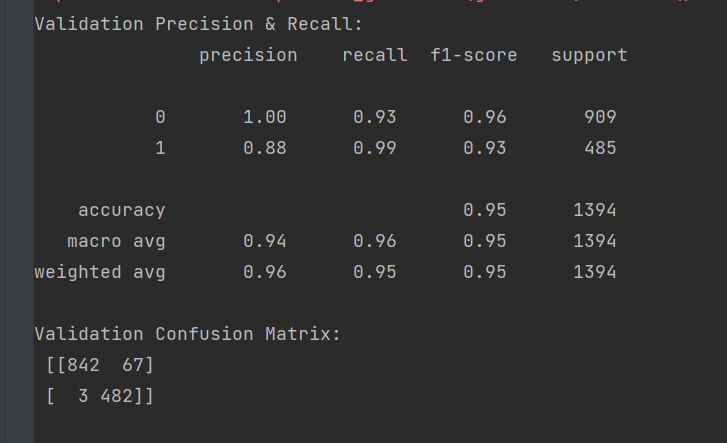 Validation Precision & Recall:
precision recall f1-score support
0 1.00 0.93 0.96 909
1 0.88 0.99 0.93 485
accuracy 0.95 1394
macro avg 0.94 0.96 0.95 1394
weighted avg 0.96 0.95 0.95 1394
Validation Confusion Matrix:
[[842 67]
[ 3 482]]